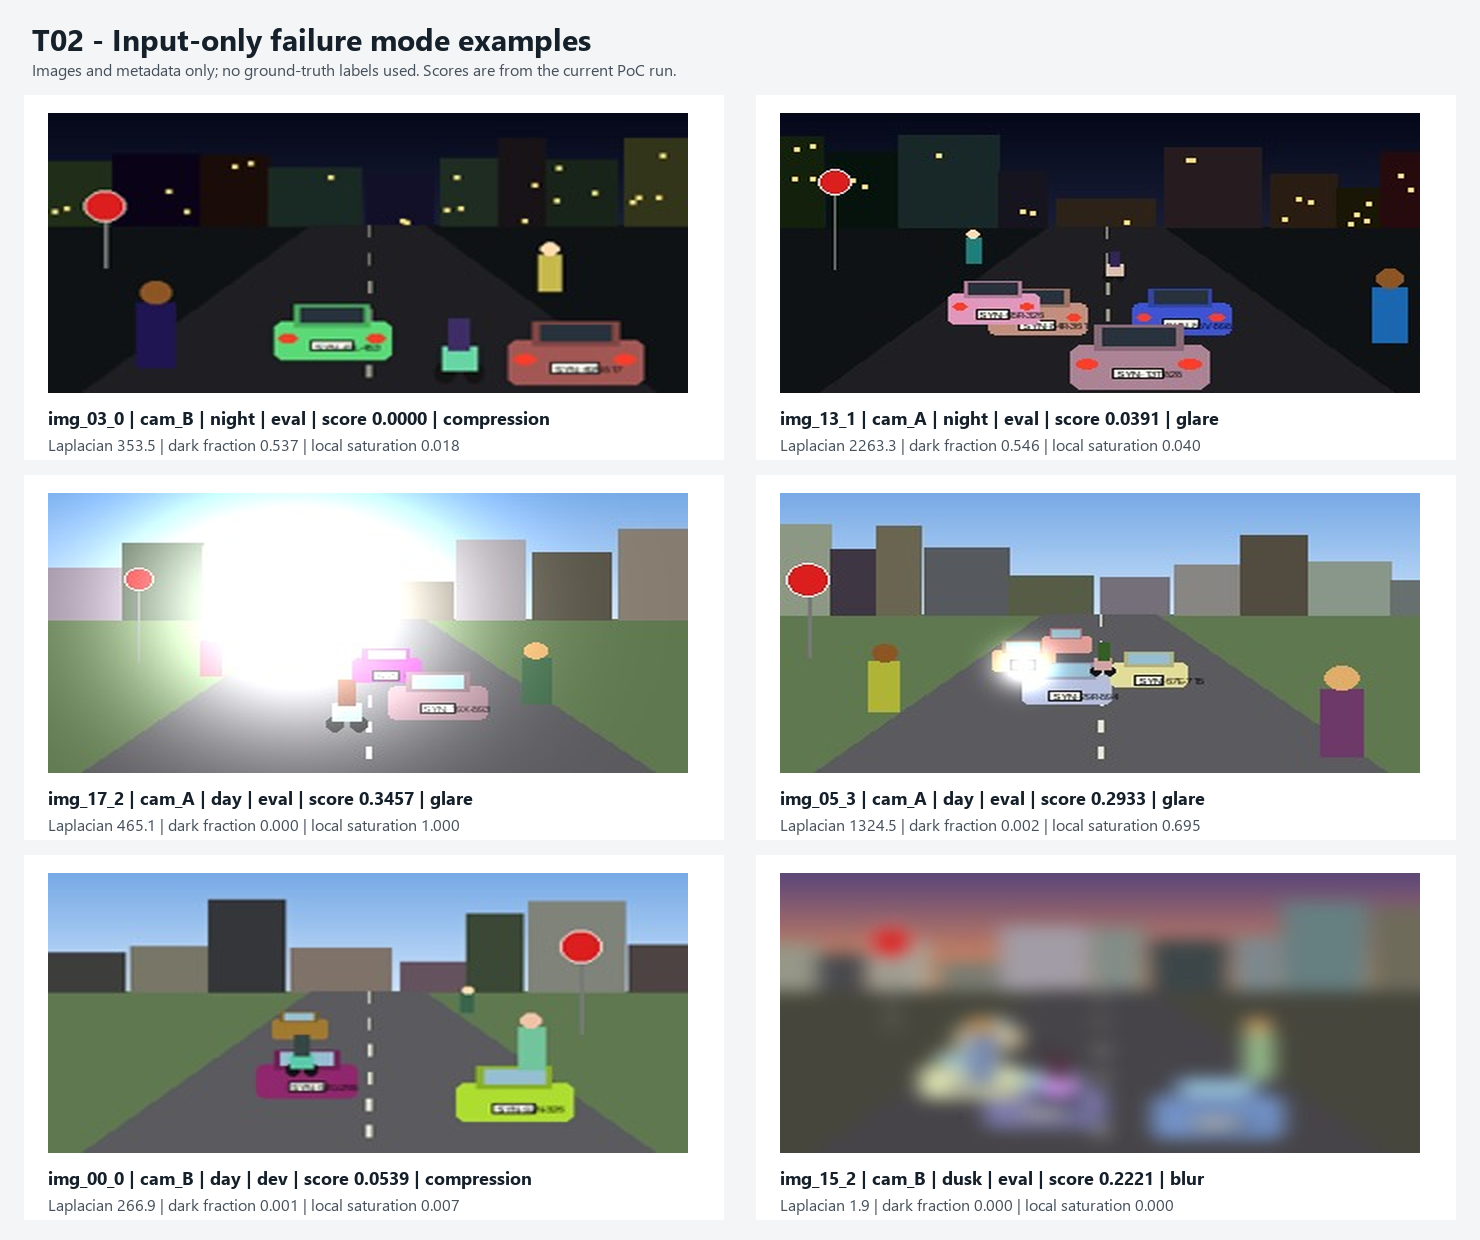 T02 - Input-only failure mode examples
Images and metadata only; no ground-truth labels used. Scores are from the current PoC run.
img_03_0 | cam_B | night | eval | score 0.0000 | compression
Laplacian 353.5 | dark fraction 0.537 | local saturation 0.018
img_13_1 | cam_A | night | eval | score 0.0391 | glare
Laplacian 2263.3 | dark fraction 0.546 | local saturation 0.040
img_17_2 | cam_A | day | eval | score 0.3457 | glare
Laplacian 465.1 | dark fraction 0.000 | local saturation 1.000
img_05_3 | cam_A | day | eval | score 0.2933 | glare
Laplacian 1324.5 | dark fraction 0.002 | local saturation 0.695
img_00_0 | cam_B | day | dev | score 0.0539 | compression
Laplacian 266.9 | dark fraction 0.001 | local saturation 0.007
img_15_2 | cam_B | dusk | eval | score 0.2221 | blur
Laplacian 1.9 | dark fraction 0.000 | local saturation 0.000